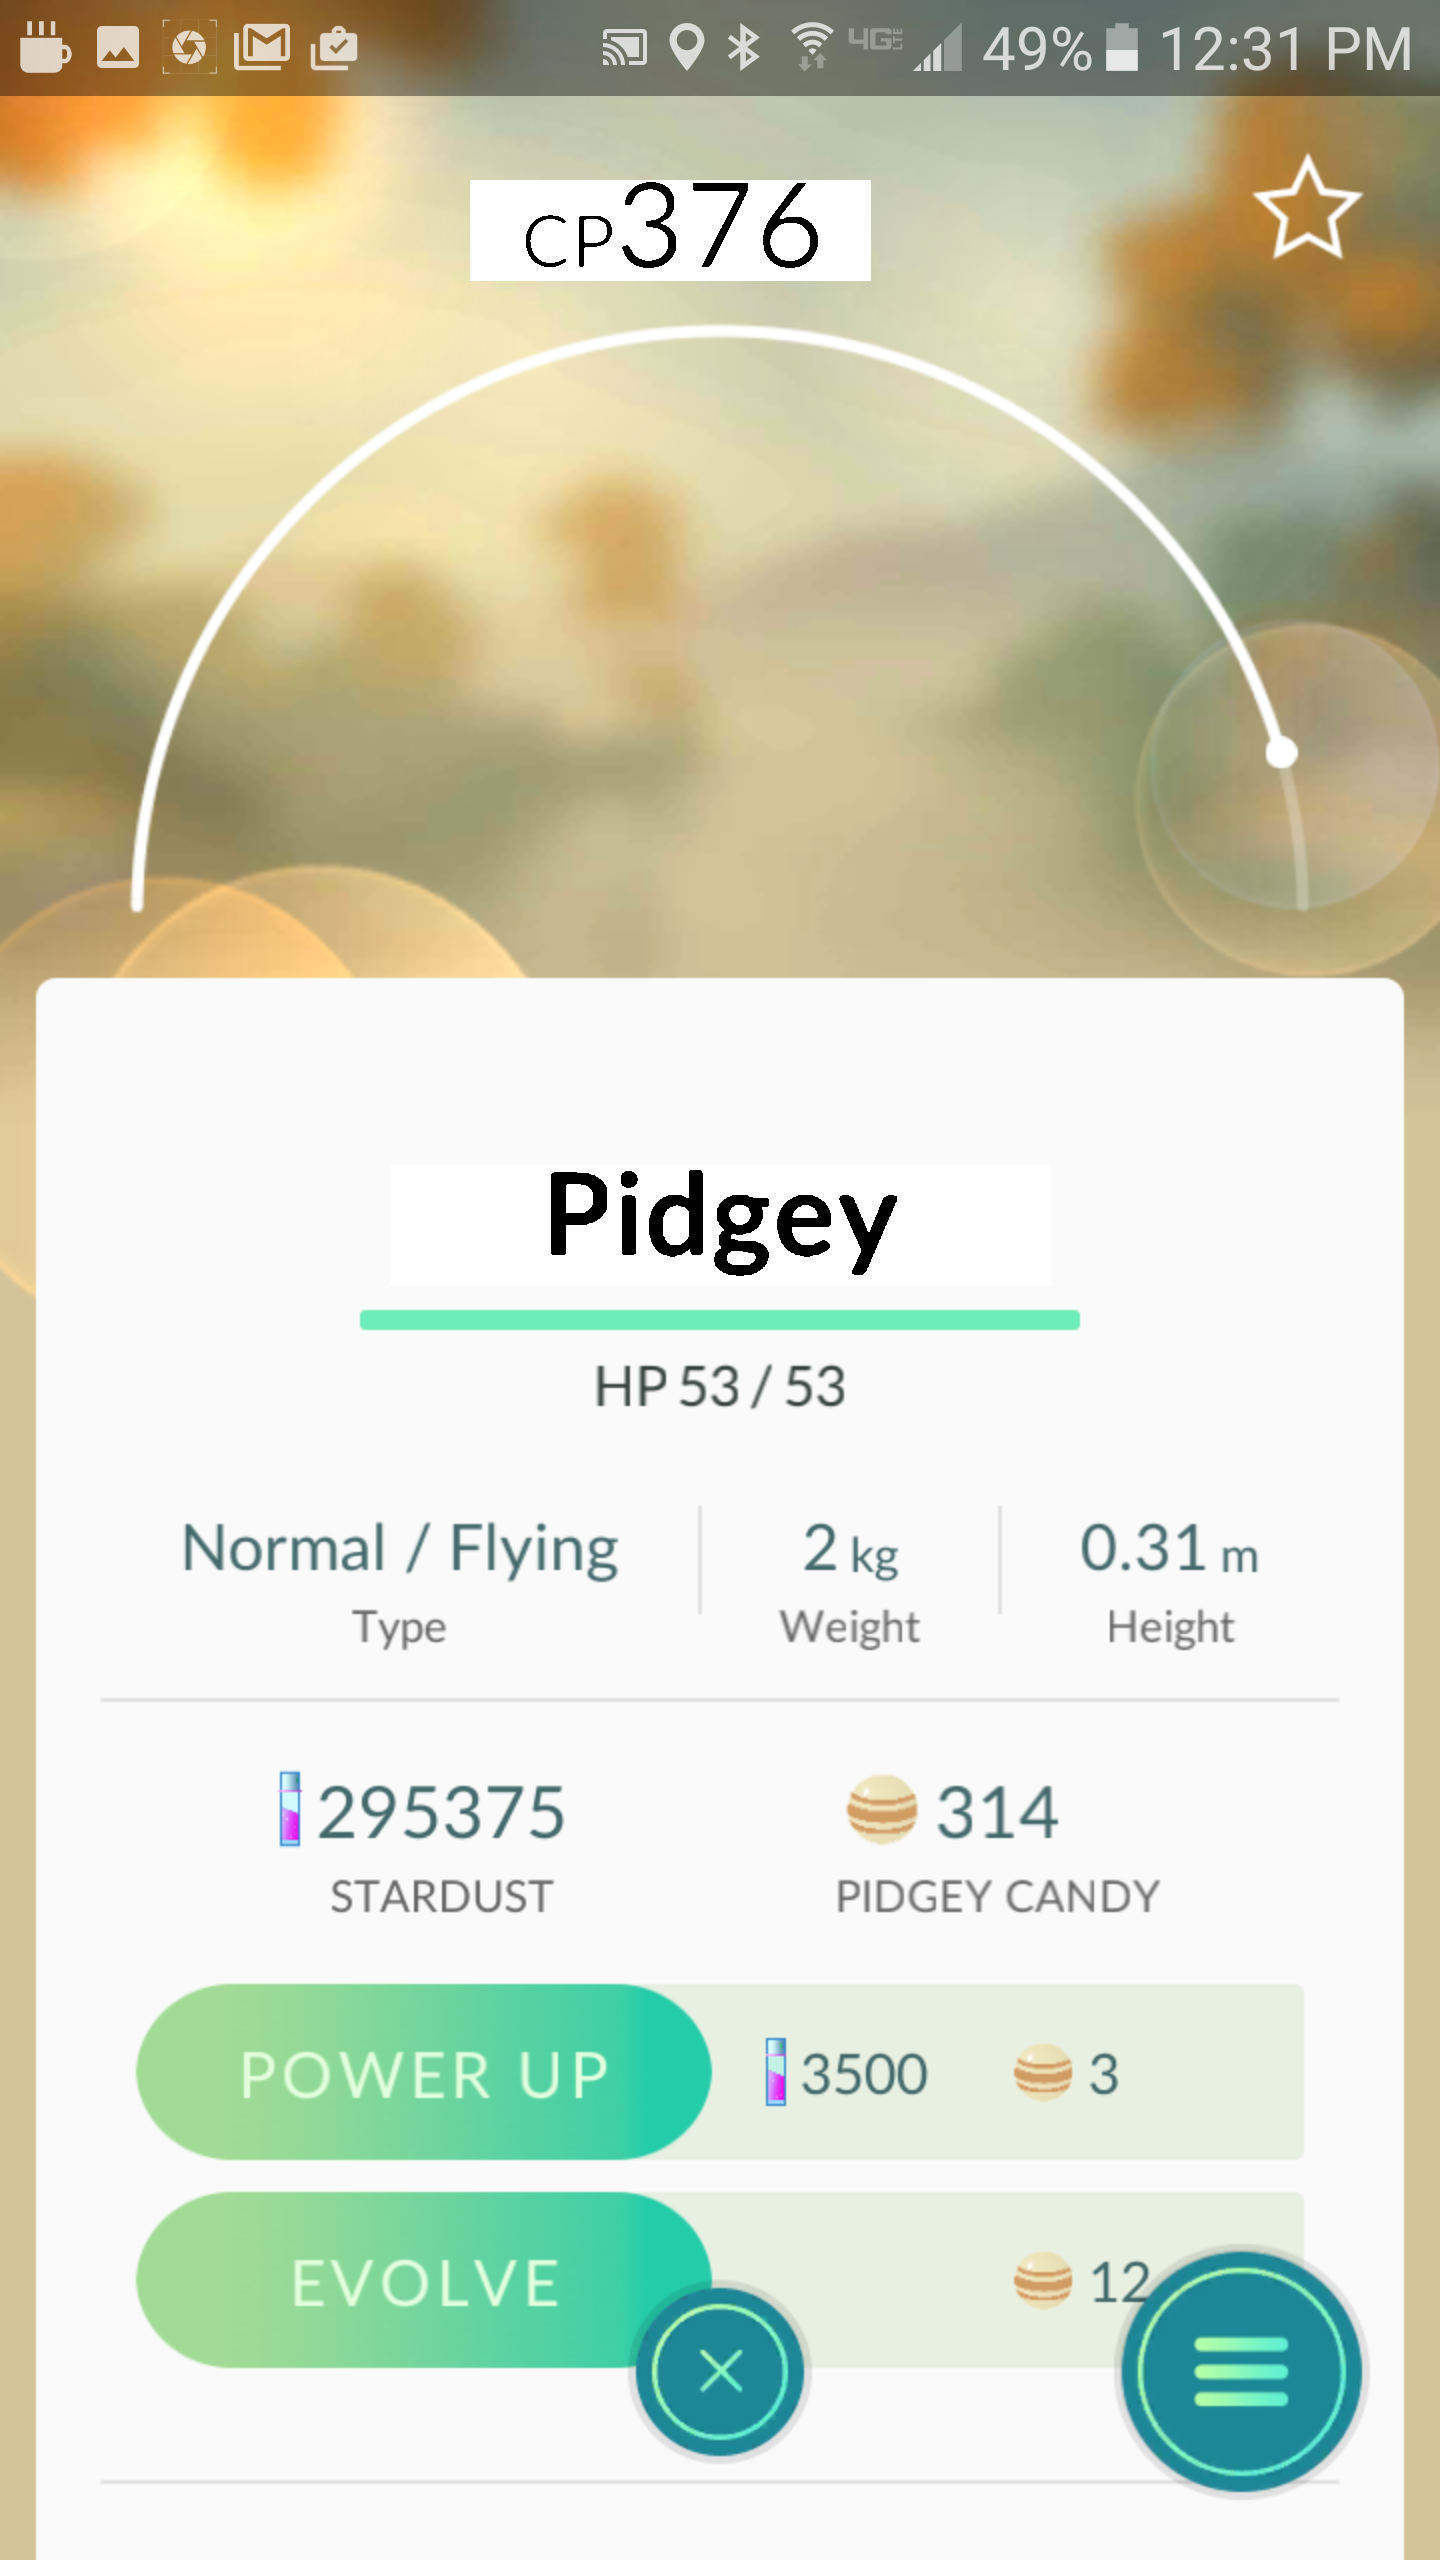 4G LTE 49% 12:31 PM
CP376
Pidgey
HP 53 / 53
Normal / Flying 2 kg 0.31 m
Type Weight Height
295375 314
STARDUST PIDGEY CANDY
POWER UP 3500 3
EVOLVE 12